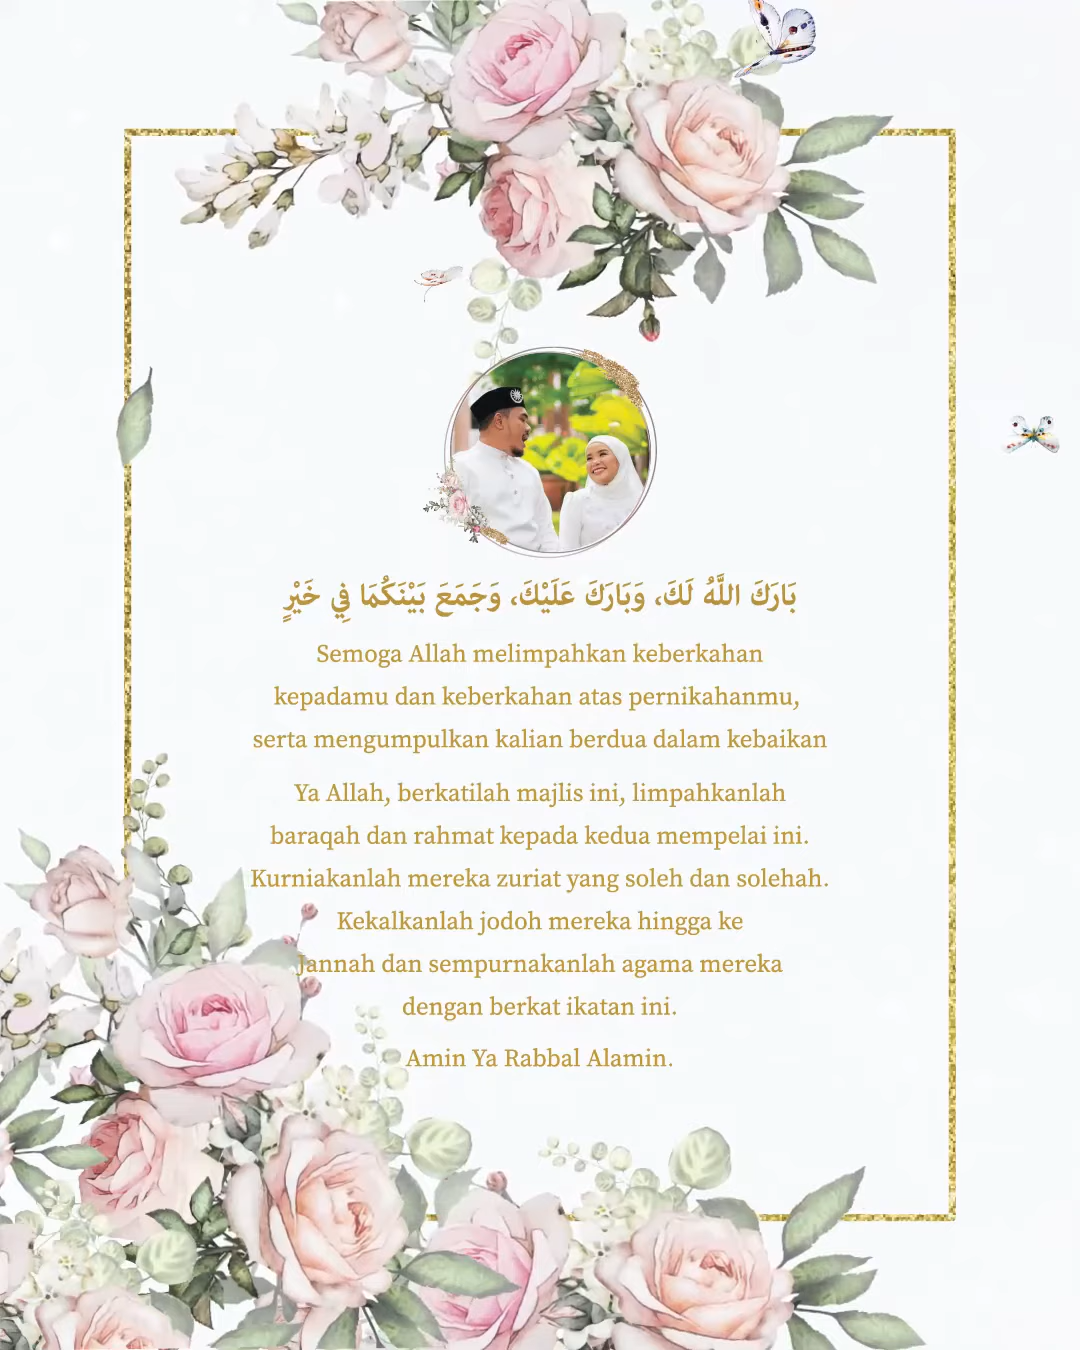 بَارَكَ اللَّهُ لَكَ، وَبَارَكَ عَلَيْكَ، وَجَمَعَ بَيْنَكُمَا فِي خَيْرٍ
Semoga Allah melimpahkan keberkahan
kepadamu dan keberkahan atas pernikahanmu,
serta mengumpulkan kalian berdua dalam kebaikan
Ya Allah, berkatilah majlis ini, limpahkanlah
baraqah dan rahmat kepada kedua mempelai ini.
Kurniakanlah mereka zuriat yang soleh dan solehah.
Kekalkanlah jodoh mereka hingga ke
Jannah dan sempurnakanlah agama mereka
dengan berkat ikatan ini.
Amin Ya Rabbal Alamin.